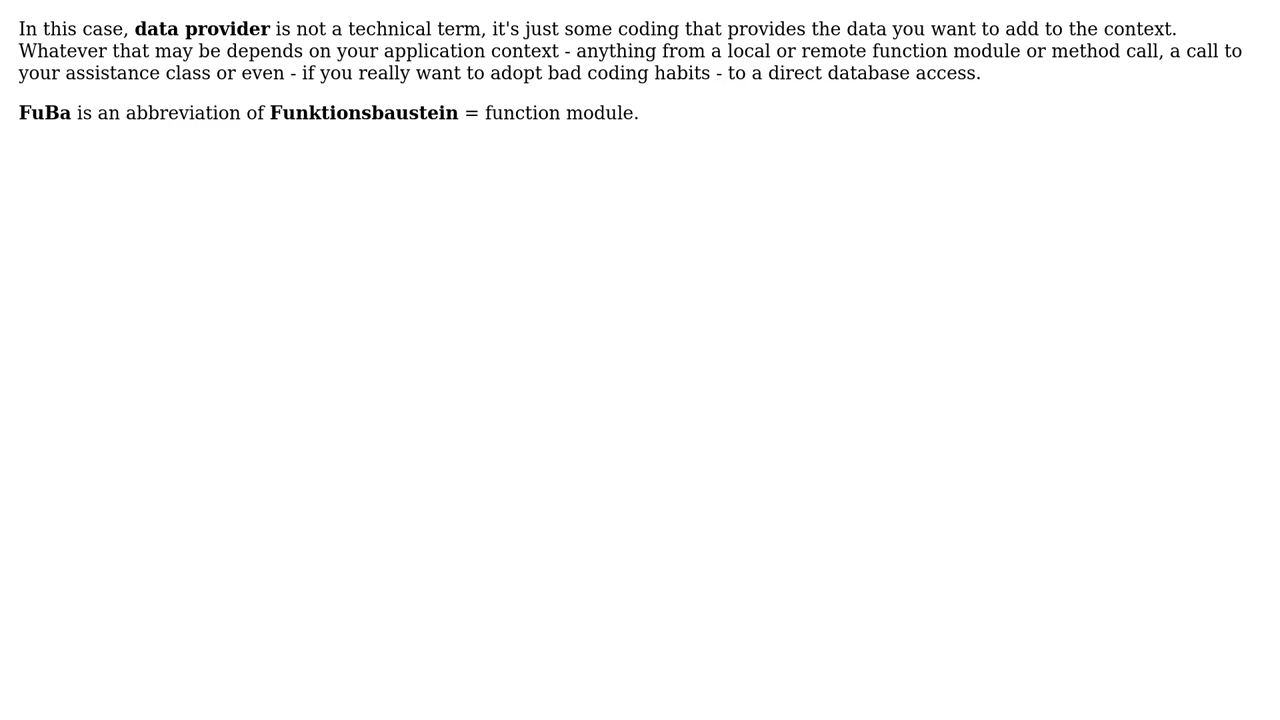 In this case, data provider is not a technical term, it's just some coding that provides the data you want to add to the context.
Whatever that may be depends on your application context - anything from a local or remote function module or method call, a call to
your assistance class or even - if you really want to adopt bad coding habits - to a direct database access.
FuBa is an abbreviation of Funktionsbaustein = function module.